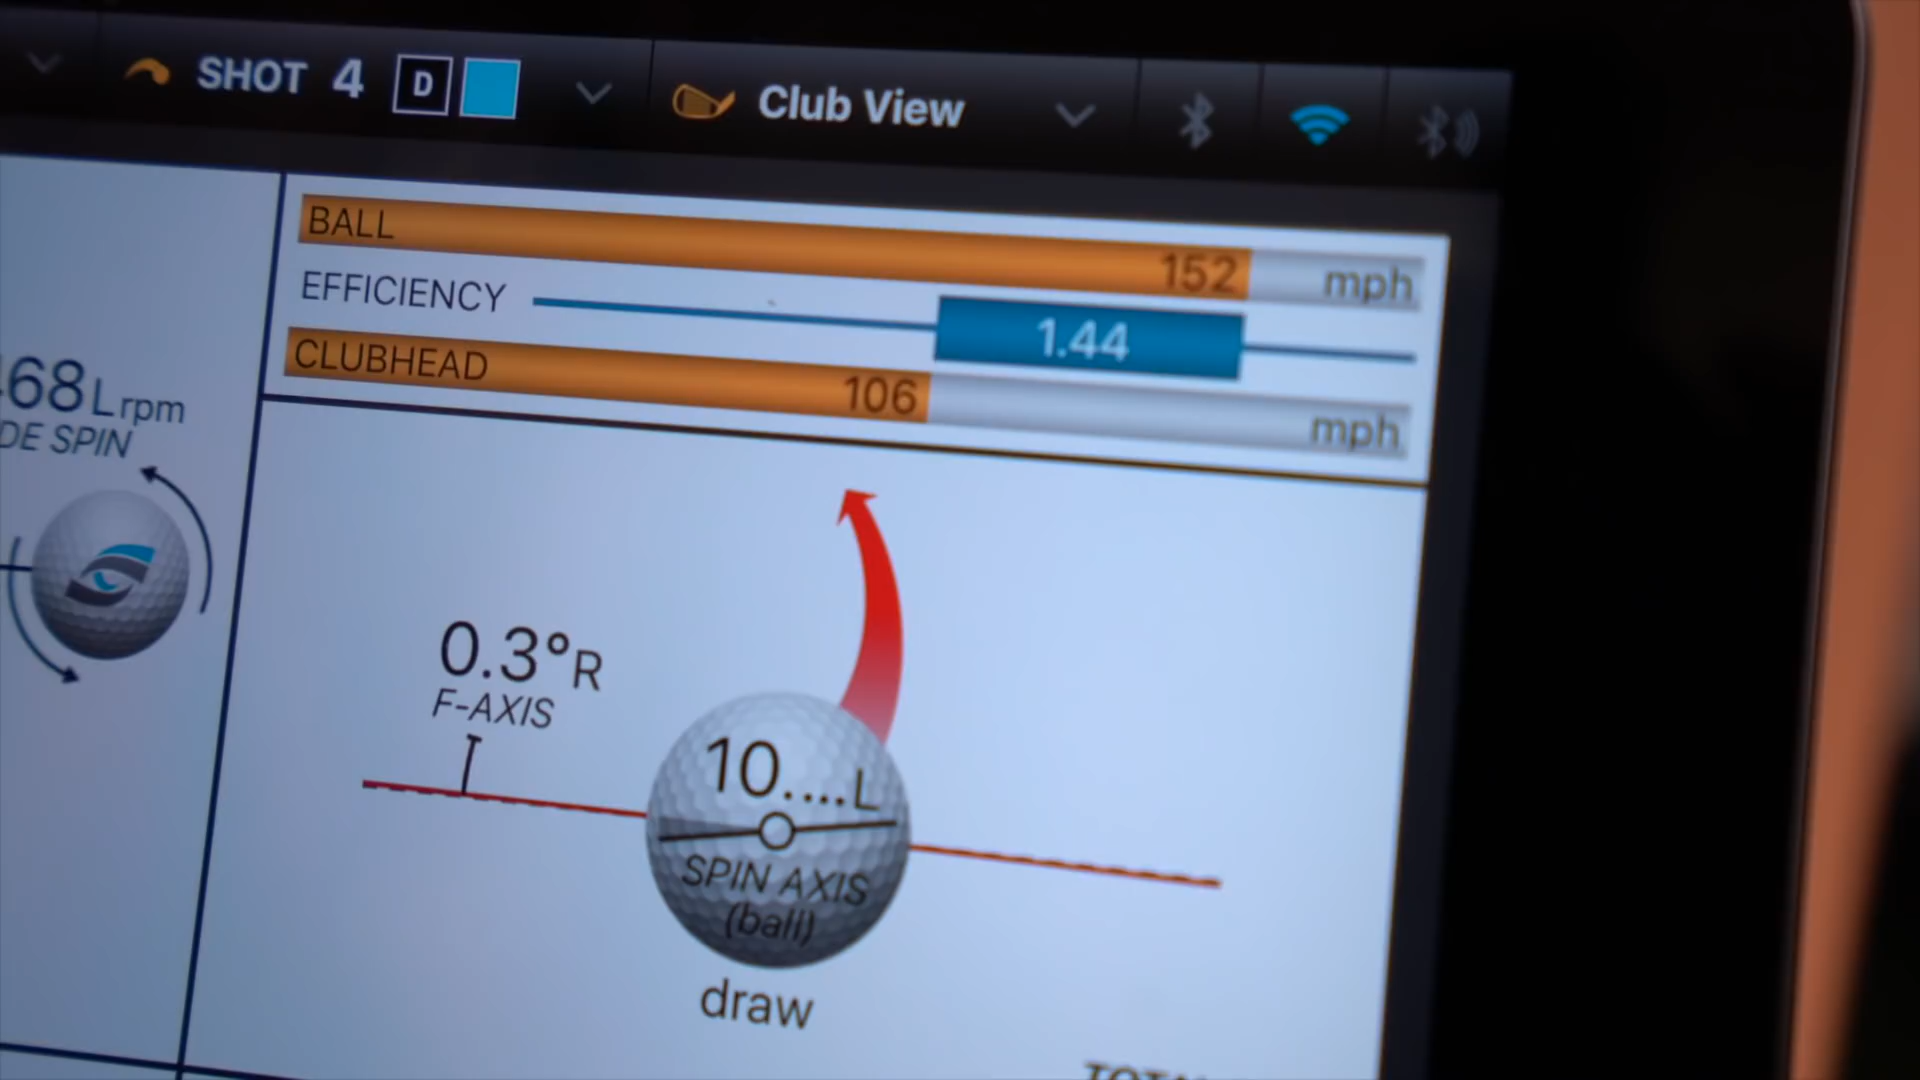 SHOT 4 D
Club View
BALL 152 mph
EFFICIENCY 1.44
CLUBHEAD 106 mph
68 L rpm
DE SPIN
0.3° R
F-AXIS
10.... L
SPIN AXIS
(ball)
draw